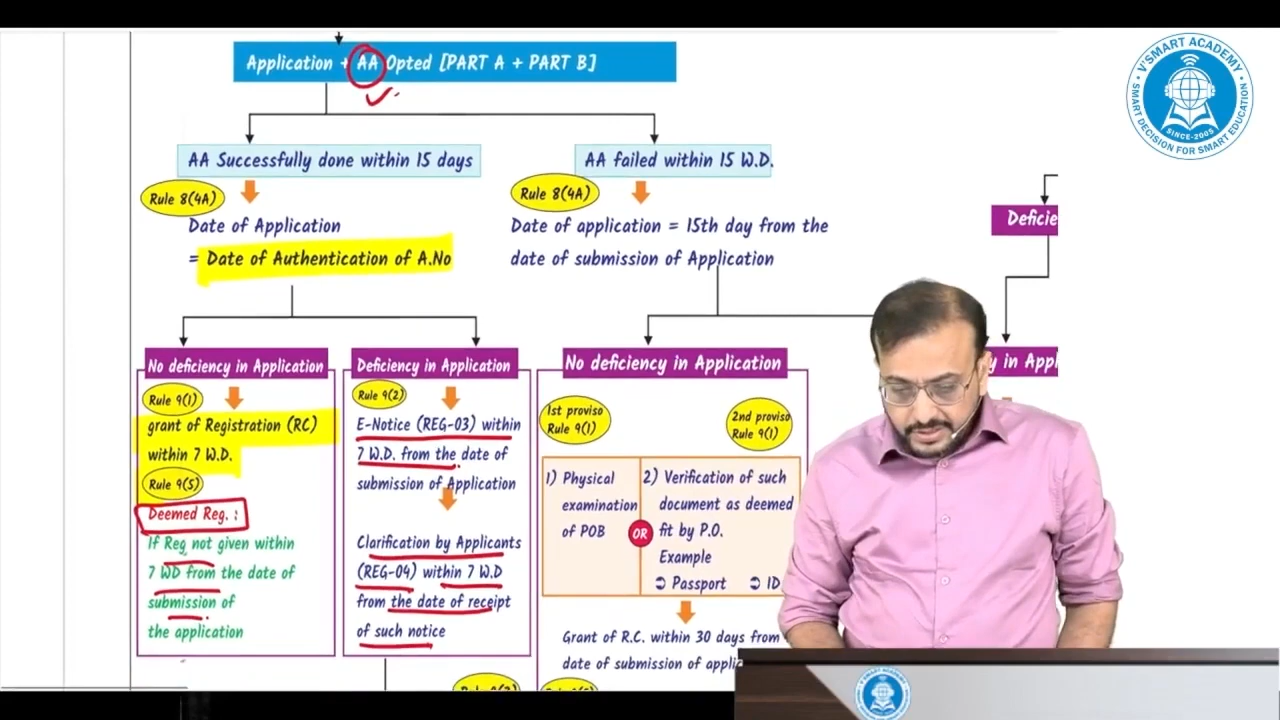 Application + AA Opted [PART A + PART B]
AA Successfully done within 15 days
AA failed within 15 W.D.
Rule 8(4A)
Date of Application
= Date of Authentication of A.No
Rule 8(4A)
Date of application = 15th day from the
date of submission of Application
No deficiency in Application
Rule 9(1)
grant of Registration (RC)
within 7 W.D.
Rule 9(5)
Deemed Reg. :
If Reg not given within
7 WD from the date of
submission of
the application
Deficiency in Application
Rule 9(2)
E-Notice (REG-03) within
7 W.D. from the date of
submission of Application
Clarification by Applicants
(REG-04) within 7 W.D
from the date of receipt
of such notice
No deficiency in Application
1st proviso
Rule 9(1)
2nd proviso
Rule 9(1)
1) Physical
examination
of POB
OR
2) Verification of such
document as deemed
fit by P.O.
Example
➲ Passport ➲ ID
Grant of R.C. within 30 days from
date of submission of applic
Deficie
y in Appl
V'SMART ACADEMY
SMART DECISION FOR SMART EDUCATION
SINCE-2005